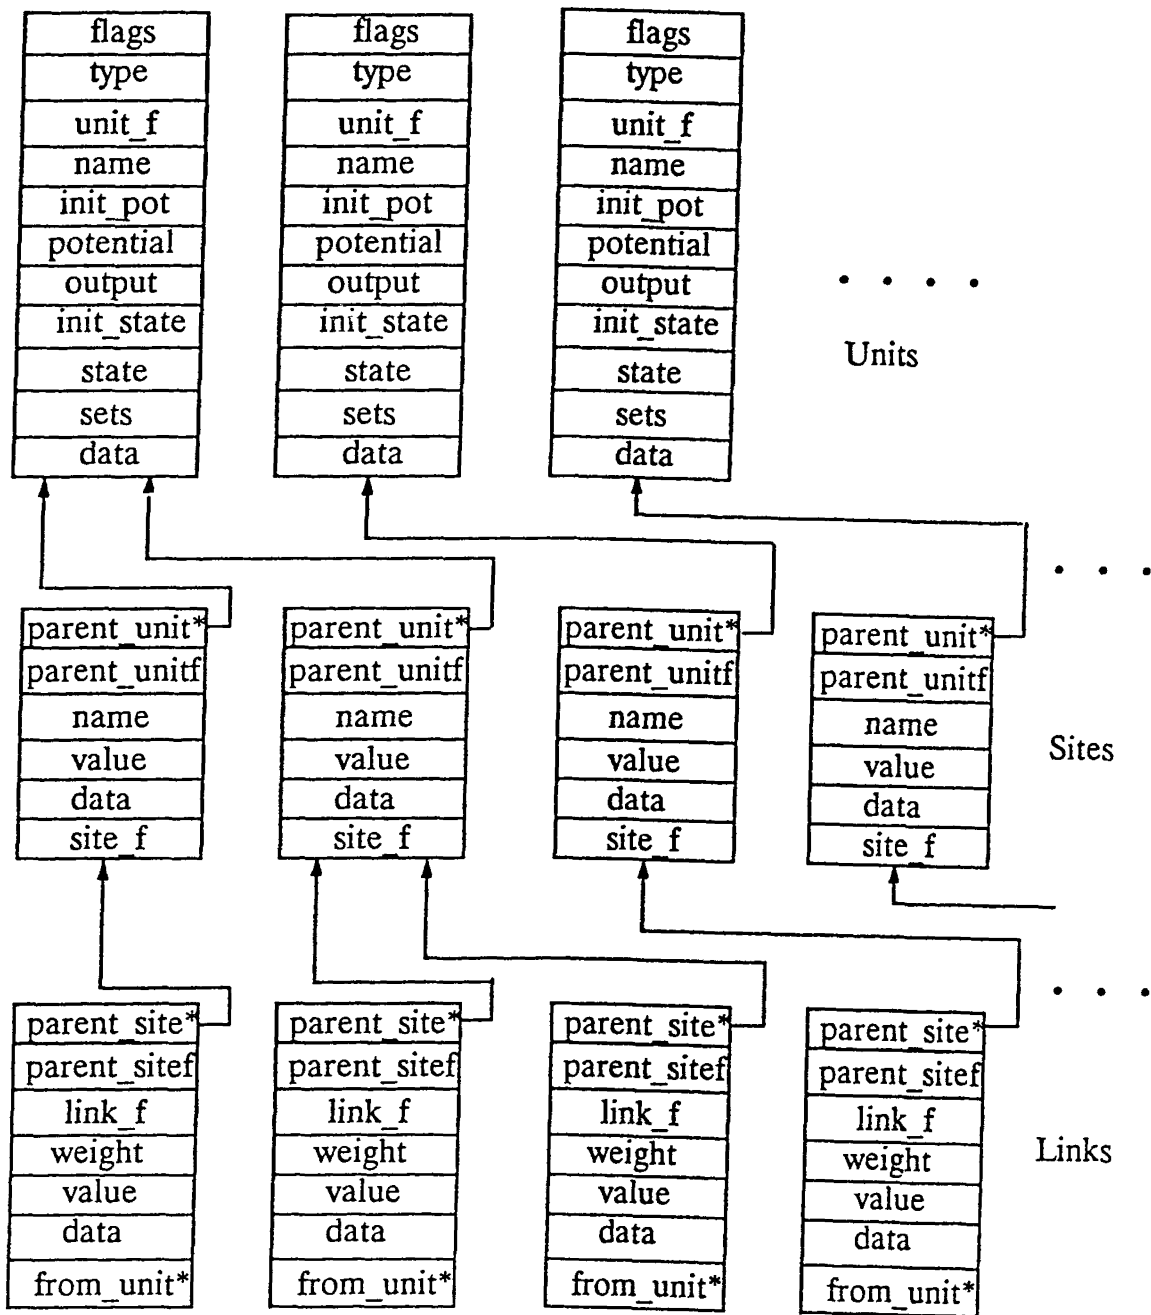 flags flags flags
type type type
unit_f unit_f unit_f
name name name
init_pot init_pot init_pot
potential potential potential
output output output
init_state init_state init_state
Units
state state state
sets sets sets
data data data
parent_unit* parent_unit* parent_unit* parent_unit*
parent_unitf parent_unitf parent_unitf parent_unitf
name name name name
value value value value
Sites
data data data data
site_f site_f site_f site_f
parent_site* parent_site* parent_site* parent_site*
parent_sitef parent_sitef parent_sitef parent_sitef
link_f link_f link_f link_f
weight weight weight weight
Links
value value value value
data data data data
from_unit* from_unit* from_unit* from_unit*